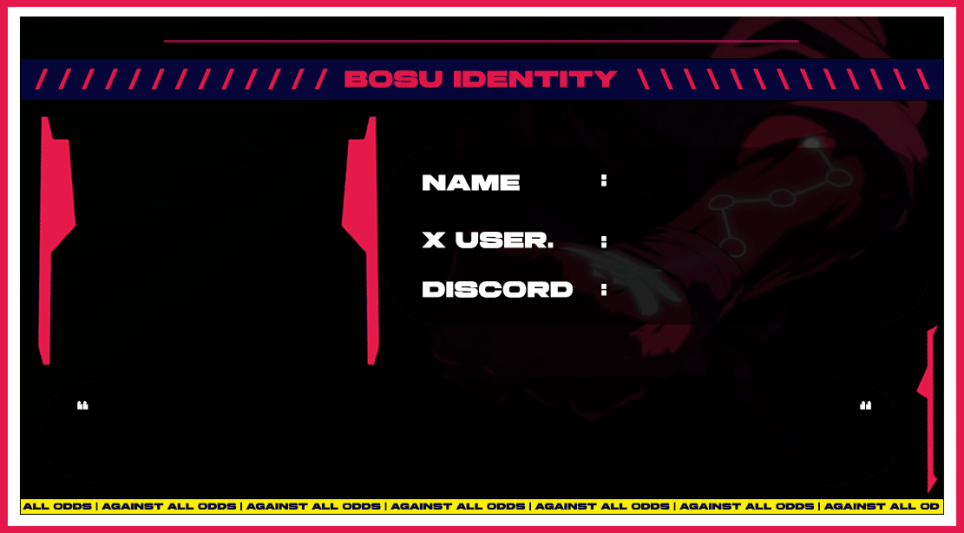 / / / / / / / / / / / / / / BOSU IDENTITY \ \ \ \ \ \ \ \ \ \ \ \ \ \
NAME :
X USER. :
DISCORD :
❝ ❞
ALL ODDS | AGAINST ALL ODDS | AGAINST ALL ODDS | AGAINST ALL ODDS | AGAINST ALL ODDS | AGAINST ALL ODDS | AGAINST ALL OD